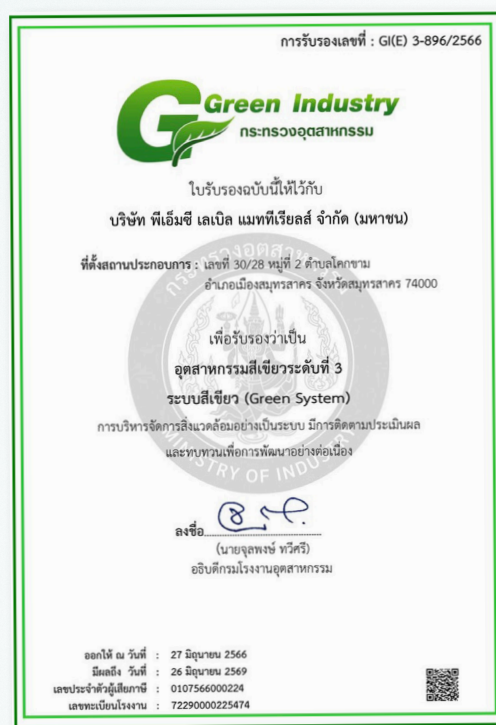 การรับรองเลขที่ : GI(E) 3-896/2566
Green Industry
กระทรวงอุตสาหกรรม
ใบรับรองฉบับนี้ให้ไว้กับ
บริษัท พีเอ็มซี เลเบิล แมททีเรียลส์ จำกัด (มหาชน)
ที่ตั้งสถานประกอบการ : เลขที่ 30/28 หมู่ที่ 2 ตำบลโคกขาม
อำเภอเมืองสมุทรสาคร จังหวัดสมุทรสาคร 74000
เพื่อรับรองว่าเป็น
อุตสาหกรรมสีเขียวระดับที่ 3
ระบบสีเขียว (Green System)
การบริหารจัดการสิ่งแวดล้อมอย่างเป็นระบบ มีการติดตามประเมินผล
และทบทวนเพื่อการพัฒนาอย่างต่อเนื่อง
กระทรวงอุตสาหกรรม
MINISTRY OF INDUSTRY
ลงชื่อ
(นายจุลพงษ์ ทวีศรี)
อธิบดีกรมโรงงานอุตสาหกรรม
ออกให้ ณ วันที่ : 27 มิถุนายน 2566
มีผลถึง วันที่ : 26 มิถุนายน 2569
เลขประจำตัวผู้เสียภาษี : 0107566000224
เลขทะเบียนโรงงาน : 72290000225474